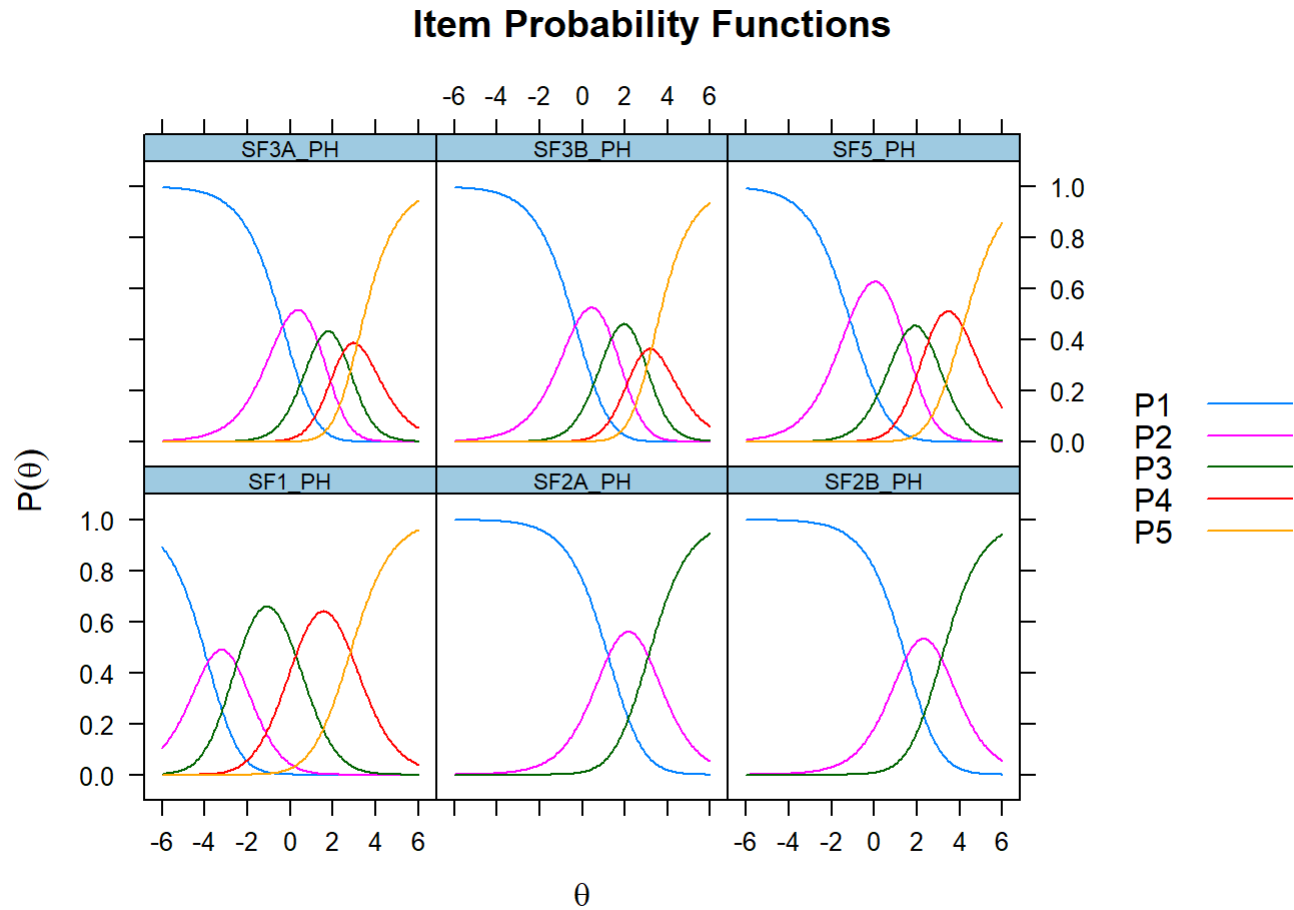 Item Probability Functions
-6 -4 -2 0 2 4 6
SF3A_PH SF3B_PH SF5_PH
1.0
0.8
0.6
0.4
0.2
0.0
P1
P2
P3
P4
P5
P(θ)
SF1_PH SF2A_PH SF2B_PH
1.0
0.8
0.6
0.4
0.2
0.0
-6 -4 -2 0 2 4 6 -6 -4 -2 0 2 4 6
θ